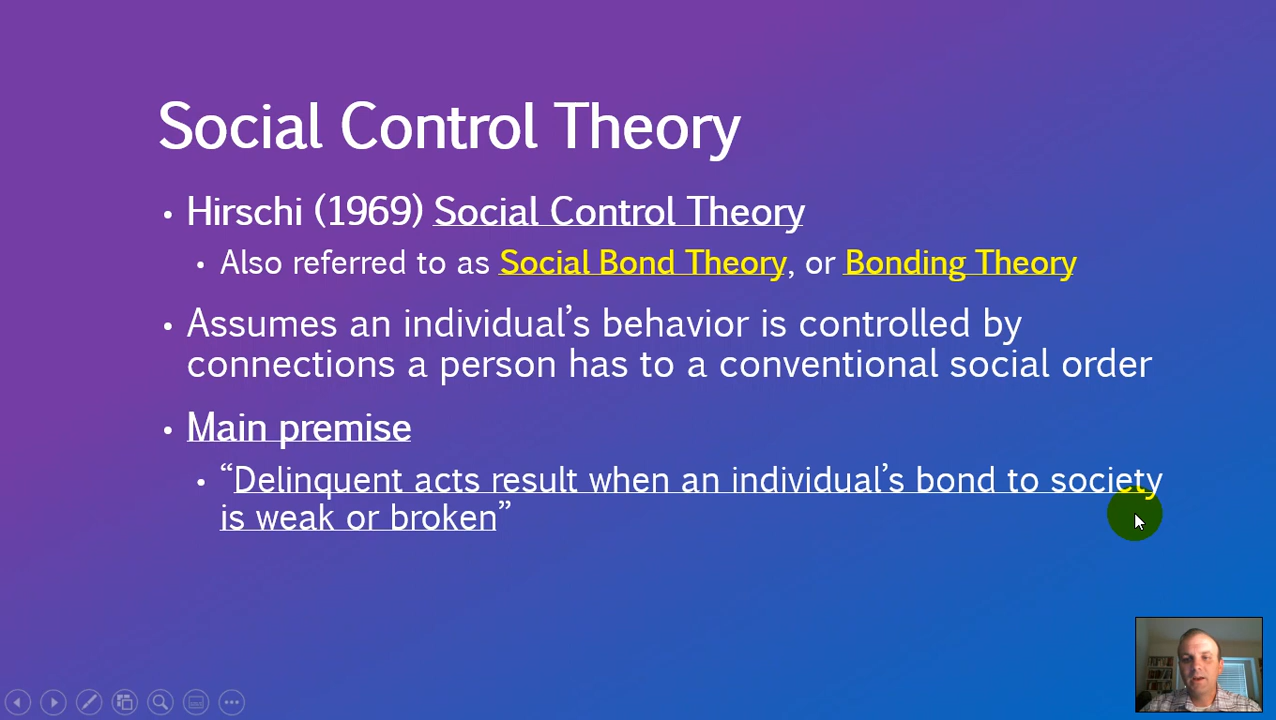 Social Control Theory
• Hirschi (1969) Social Control Theory
• Also referred to as Social Bond Theory, or Bonding Theory
• Assumes an individual’s behavior is controlled by
connections a person has to a conventional social order
• Main premise
• “Delinquent acts result when an individual’s bond to society
is weak or broken”